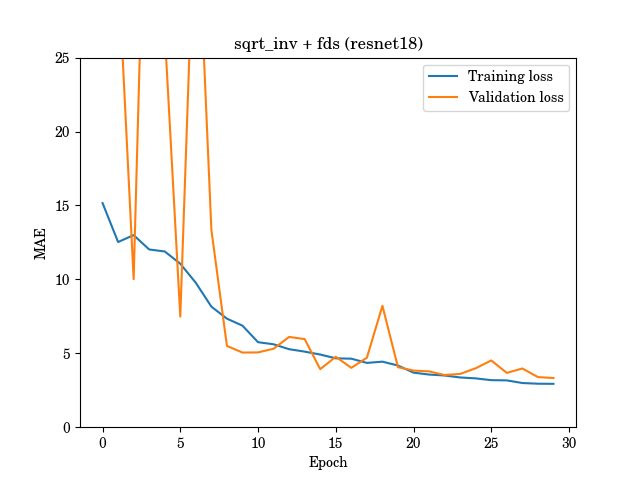 sqrt_inv + fds (resnet18)
25
20
15
10
5
0
MAE
Training loss
Validation loss
0 5 10 15 20 25 30
Epoch